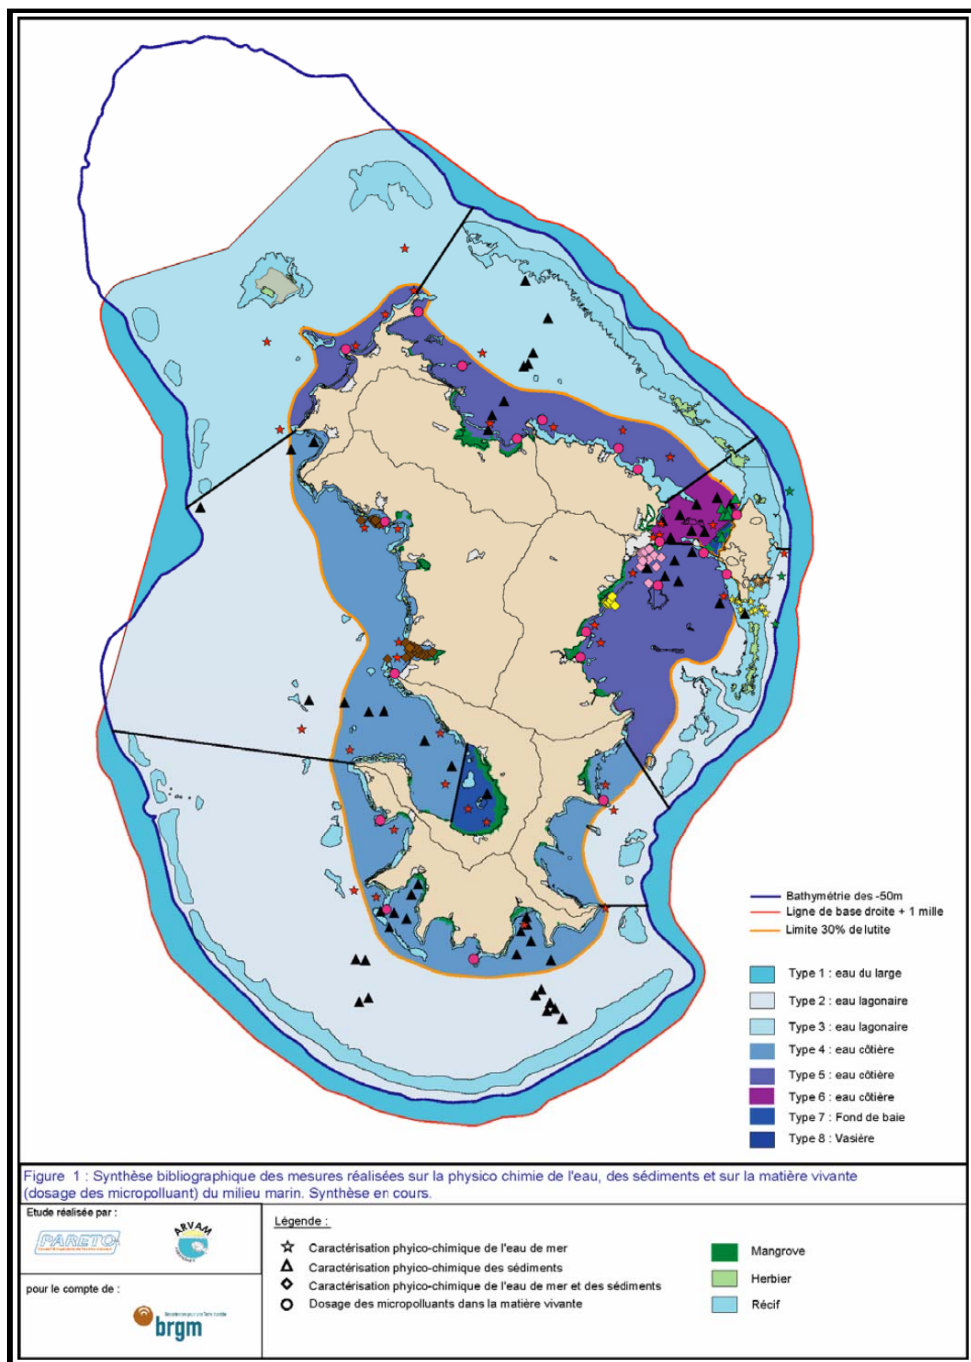 Bathymétrie des -50m
Ligne de base droite + 1 mille
Limite 30% de lutite
Type 1 : eau du large
Type 2 : eau lagonaire
Type 3 : eau lagonaire
Type 4 : eau côtière
Type 5 : eau côtière
Type 6 : eau côtière
Type 7 : Fond de baie
Type 8 : Vasière
Figure 1 : Synthèse bibliographique des mesures réalisées sur la physico chimie de l'eau, des sédiments et sur la matière vivante
(dosage des micropolluant) du milieu marin. Synthèse en cours.
Etude réalisée par :
PARETO
ARVAM
pour le compte de :
brgm
Légende :
Caractérisation phyico-chimique de l'eau de mer
Caractérisation phyico-chimique des sédiments
Caractérisation phyico-chimique de l'eau de mer et des sédiments
Dosage des micropolluants dans la matière vivante
Mangrove
Herbier
Récif